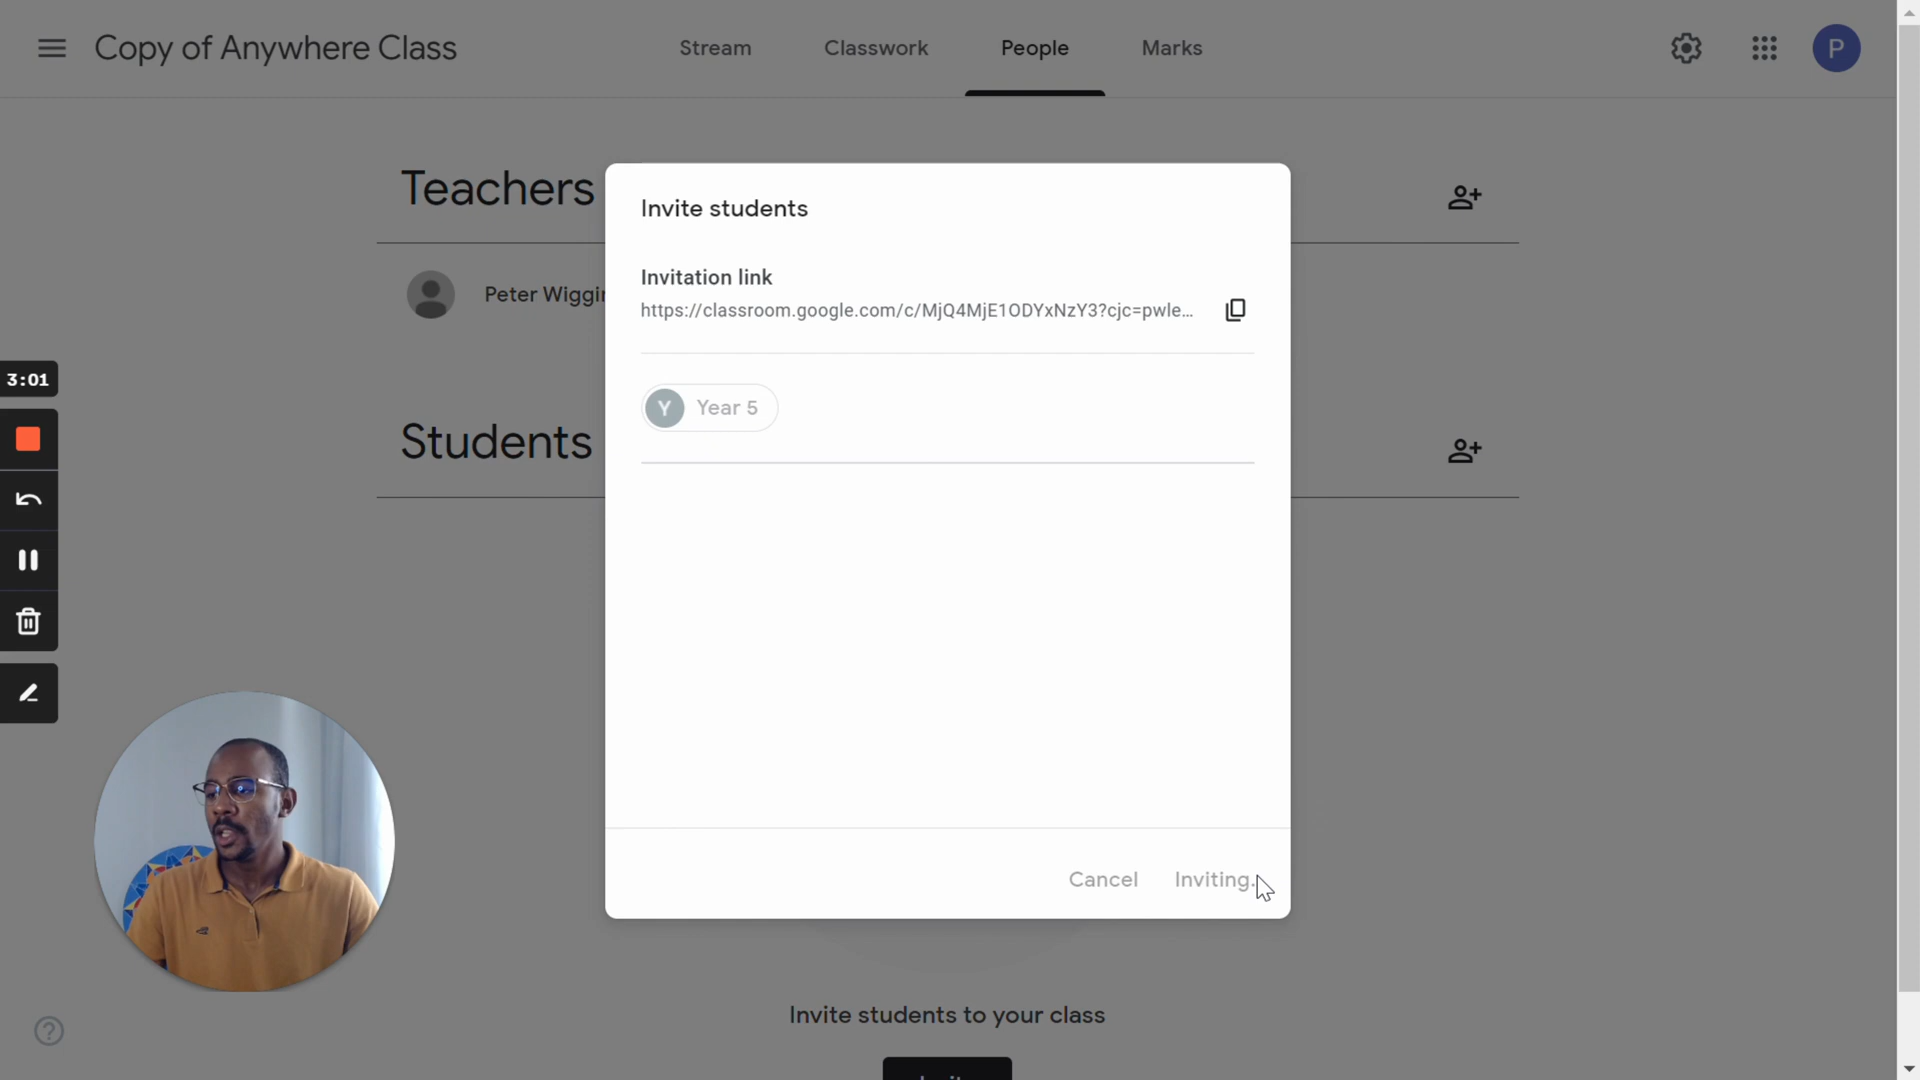 Copy of Anywhere Class
Stream
Classwork
People
Marks
P
Teachers
Peter Wiggi
Students
3:01
Invite students
Invitation link
https://classroom.google.com/c/MjQ4MjE1ODYxNzY3?cjc=pwle...
Y Year 5
Cancel
Inviting.
Invite students to your class